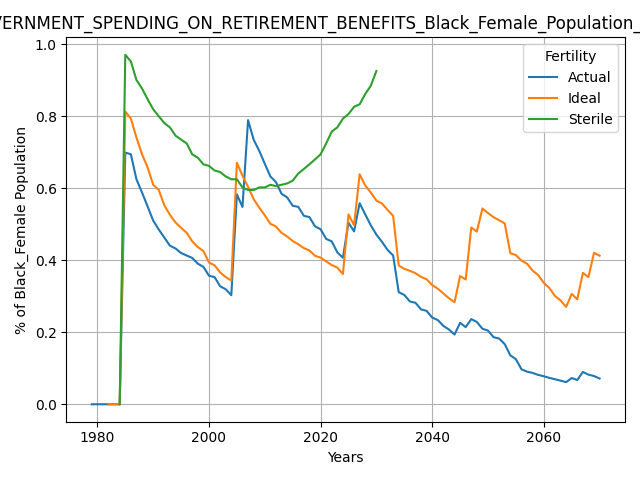 VERNMENT_SPENDING_ON_RETIREMENT_BENEFITS_Black_Female_Population_
Fertility
Actual
Ideal
Sterile
% of Black_Female Population
1.0
0.8
0.6
0.4
0.2
0.0
1980 2000 2020 2040 2060
Years